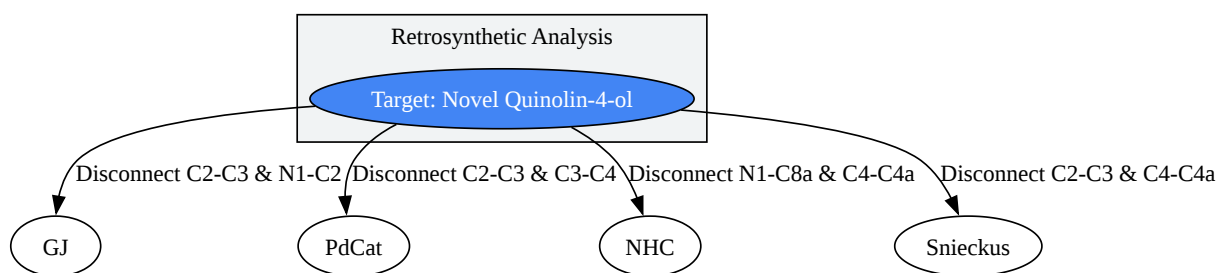 Retrosynthetic Analysis
Target: Novel Quinolin-4-ol
Disconnect C2-C3 & N1-C2
Disconnect C2-C3 & C3-C4
Disconnect N1-C8a & C4-C4a
Disconnect C2-C3 & C4-C4a
GJ
PdCat
NHC
Snieckus